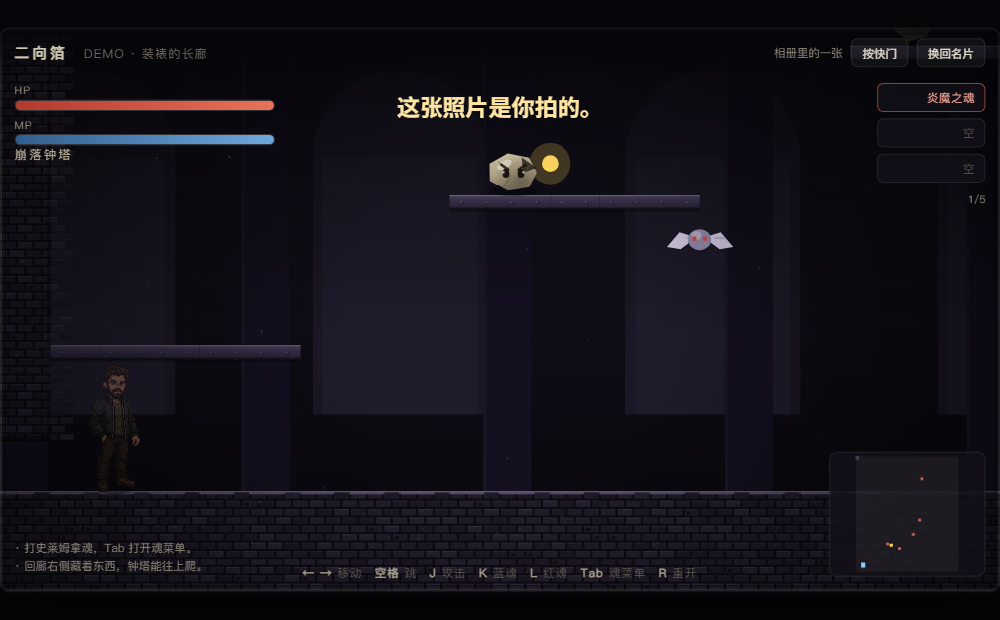 二向箔 DEMO · 装裱的长廊
相册里的一张 按快门 换回名片
HP
MP
崩落钟塔
这张照片是你拍的。
炎魔之魂
空
空
1/5
· 打史莱姆拿魂，Tab 打开魂菜单。
· 回廊右侧藏着东西，钟塔能往上爬。
← → 移动 空格 跳 J 攻击 K 蓝魂 L 红魂 Tab 魂菜单 R 重开